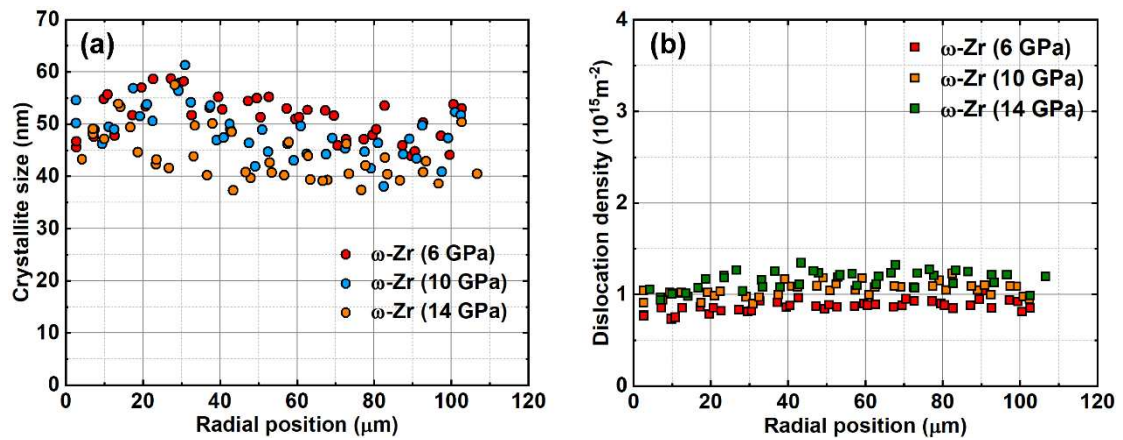 (a)
70
60
50
40
30
20
10
0
Crystallite size (nm)
ω-Zr (6 GPa)
ω-Zr (10 GPa)
ω-Zr (14 GPa)
0 20 40 60 80 100 120
Radial position (μm)
(b)
4
3
2
1
0
Dislocation density (10¹⁵m⁻²)
ω-Zr (6 GPa)
ω-Zr (10 GPa)
ω-Zr (14 GPa)
0 20 40 60 80 100 120
Radial position (μm)